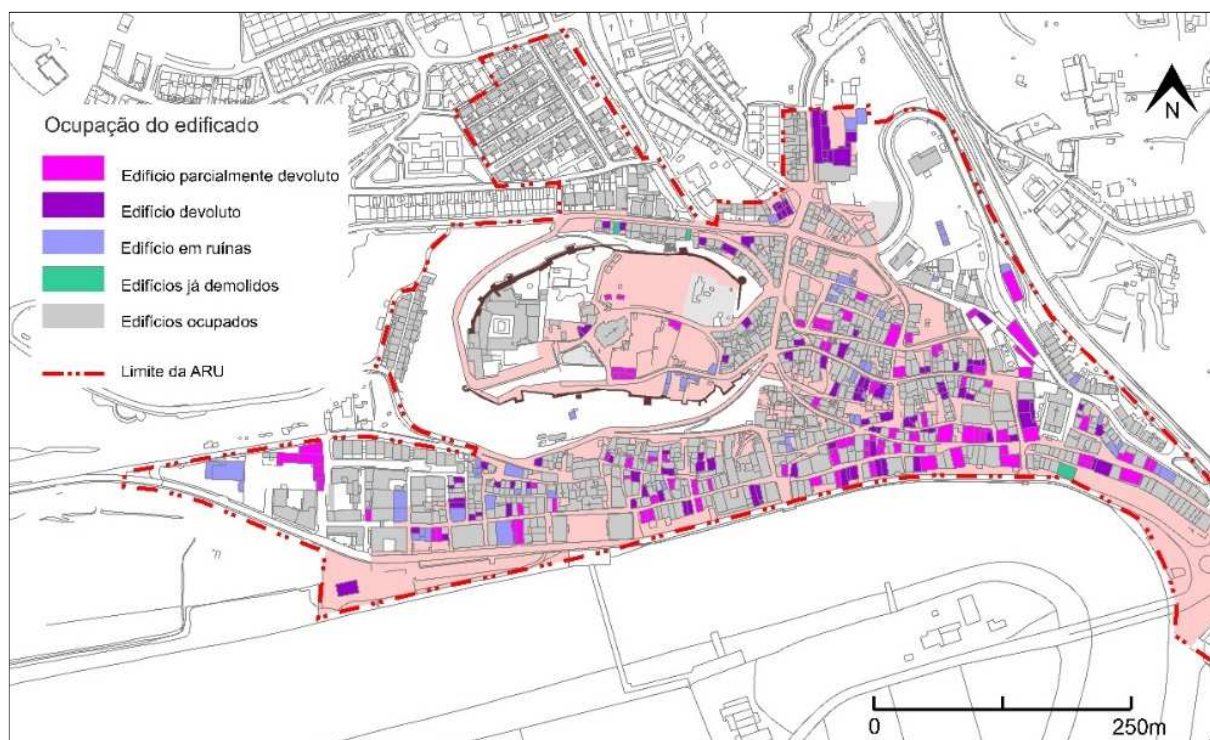 N
Ocupação do edificado
Edifício parcialmente devoluto
Edifício devoluto
Edifício em ruínas
Edifícios já demolidos
Edifícios ocupados
Limite da ARU
0
250m